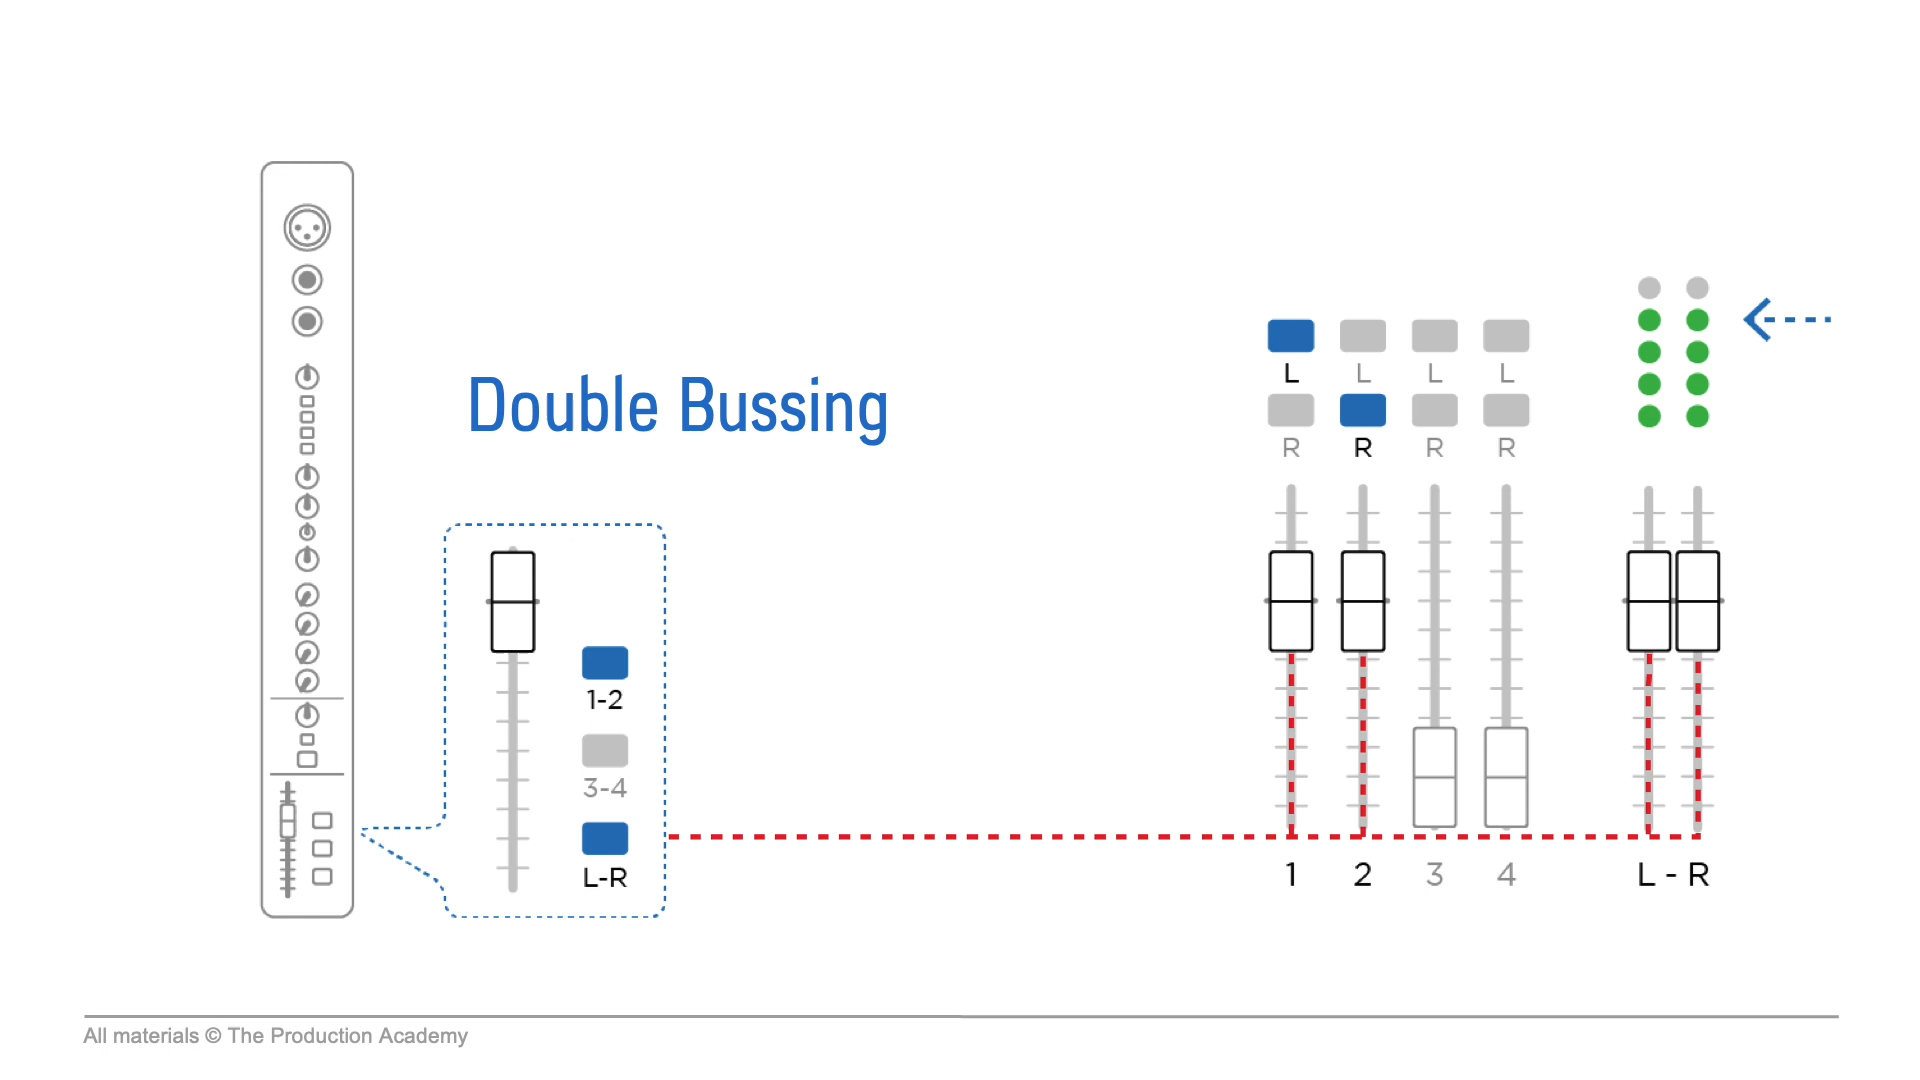 Double Bussing
1-2
3-4
L-R
L L L L
R R R R
1 2 3 4 L - R
All materials © The Production Academy